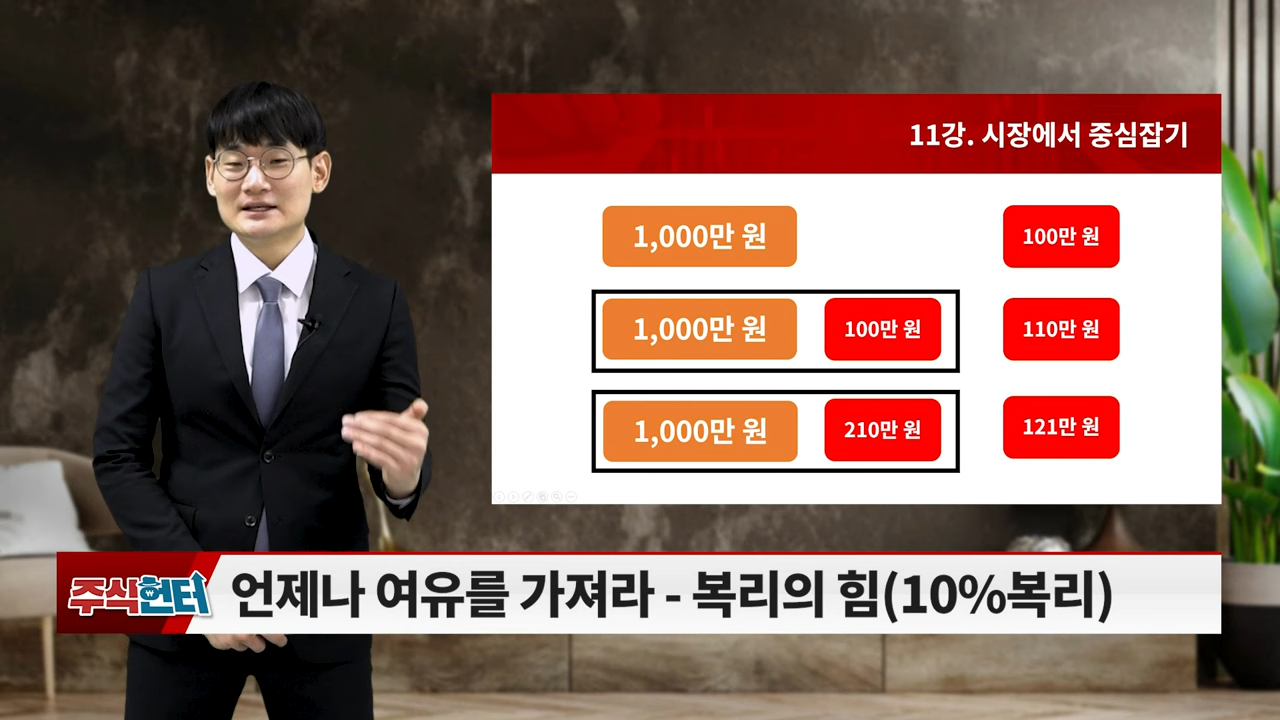 11강. 시장에서 중심잡기
1,000만 원
100만 원
1,000만 원
100만 원
110만 원
1,000만 원
210만 원
121만 원
주식헌터
언제나 여유를 가져라 - 복리의 힘(10%복리)